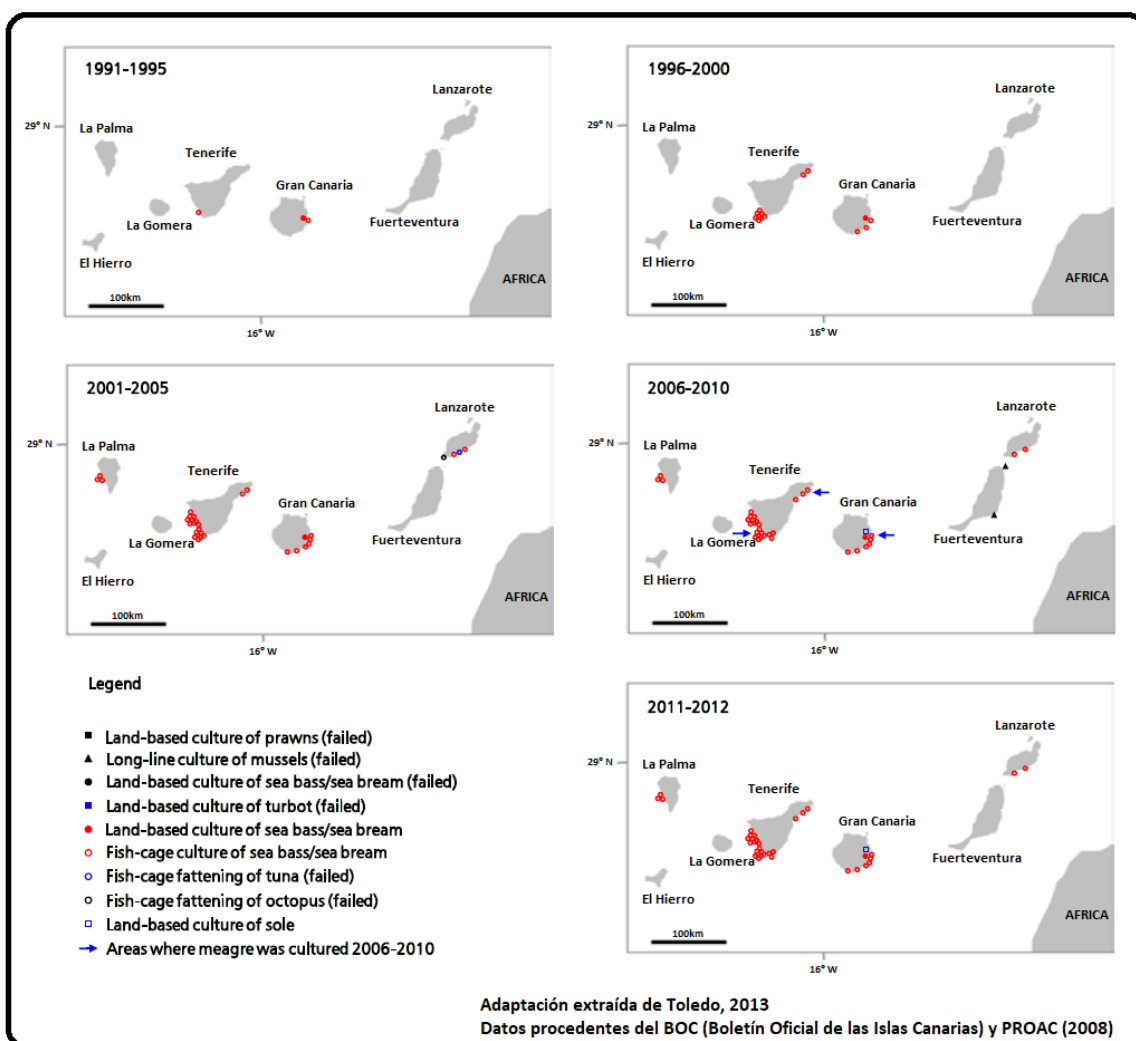 1991-1995
Lanzarote
29° N
La Palma
Tenerife
Gran Canaria
La Gomera
Fuerteventura
El Hierro
AFRICA
100km
16° W
1996-2000
Lanzarote
29° N
La Palma
Tenerife
Gran Canaria
La Gomera
Fuerteventura
El Hierro
AFRICA
100km
16° W
2001-2005
Lanzarote
29° N
La Palma
Tenerife
Gran Canaria
La Gomera
Fuerteventura
El Hierro
AFRICA
100km
16° W
2006-2010
Lanzarote
29° N
La Palma
Tenerife
Gran Canaria
La Gomera
Fuerteventura
El Hierro
AFRICA
100km
16° W
Legend
Land-based culture of prawns (failed)
Long-line culture of mussels (failed)
Land-based culture of sea bass/sea bream (failed)
Land-based culture of turbot (failed)
Land-based culture of sea bass/sea bream
Fish-cage culture of sea bass/sea bream
Fish-cage fattening of tuna (failed)
Fish-cage fattening of octopus (failed)
Land-based culture of sole
Areas where meagre was cultured 2006-2010
2011-2012
Lanzarote
29° N
La Palma
Tenerife
Gran Canaria
La Gomera
Fuerteventura
El Hierro
AFRICA
100km
16° W
Adaptación extraída de Toledo, 2013
Datos procedentes del BOC (Boletín Oficial de las Islas Canarias) y PROAC (2008)